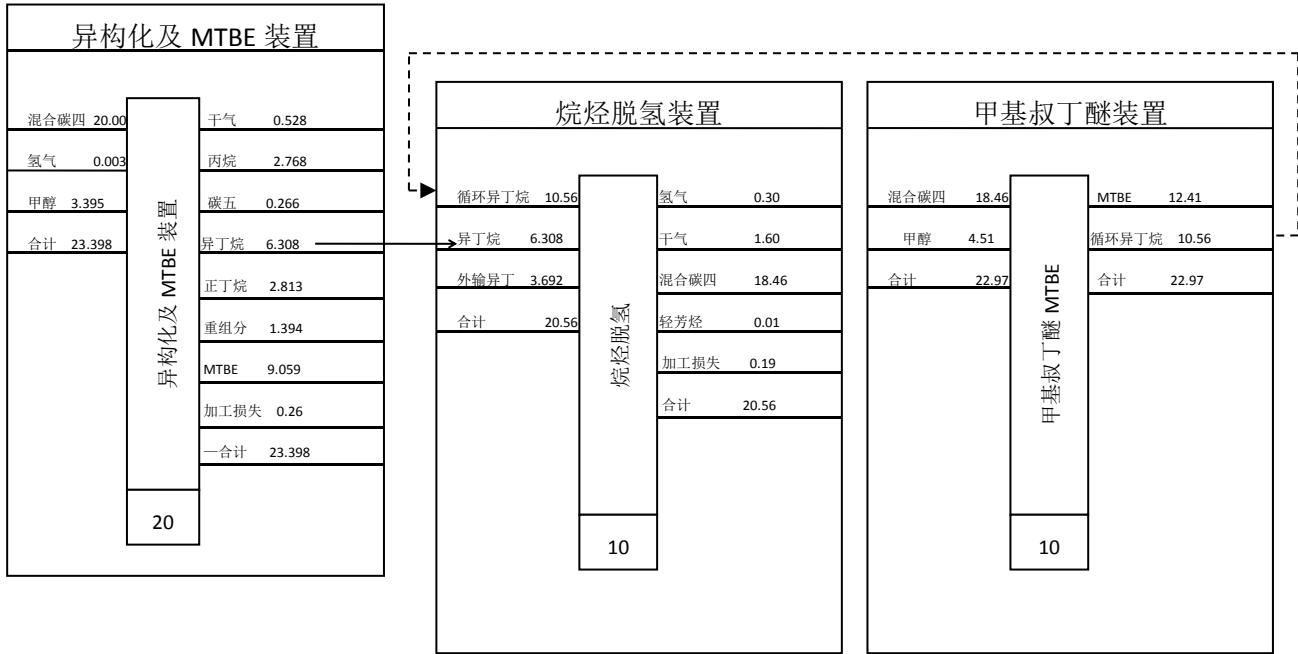 异构化及 MTBE 装置
混合碳四 20.00
氢气 0.003
甲醇 3.395
合计 23.398
异构化及 MTBE 装置
20
干气 0.528
丙烷 2.768
碳五 0.266
异丁烷 6.308
正丁烷 2.813
重组分 1.394
MTBE 9.059
加工损失 0.26
一合计 23.398
烷烃脱氢装置
循环异丁烷 10.56
异丁烷 6.308
外输异丁 3.692
合计 20.56
烷烃脱氢
10
氢气 0.30
干气 1.60
混合碳四 18.46
轻芳烃 0.01
加工损失 0.19
合计 20.56
甲基叔丁醚装置
混合碳四 18.46
甲醇 4.51
合计 22.97
甲基叔丁醚 MTBE
10
MTBE 12.41
循环异丁烷 10.56
合计 22.97